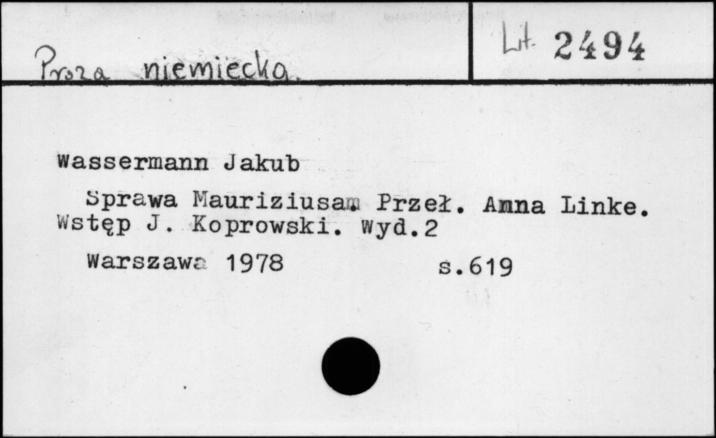 Proza niemiecka.
Lit. 2494
Wassermann Jakub
Sprawa Mauriziusa. Przeł. Anna Linke.
Wstęp J. Koprowski. Wyd.2
Warszawa 1978 s.619